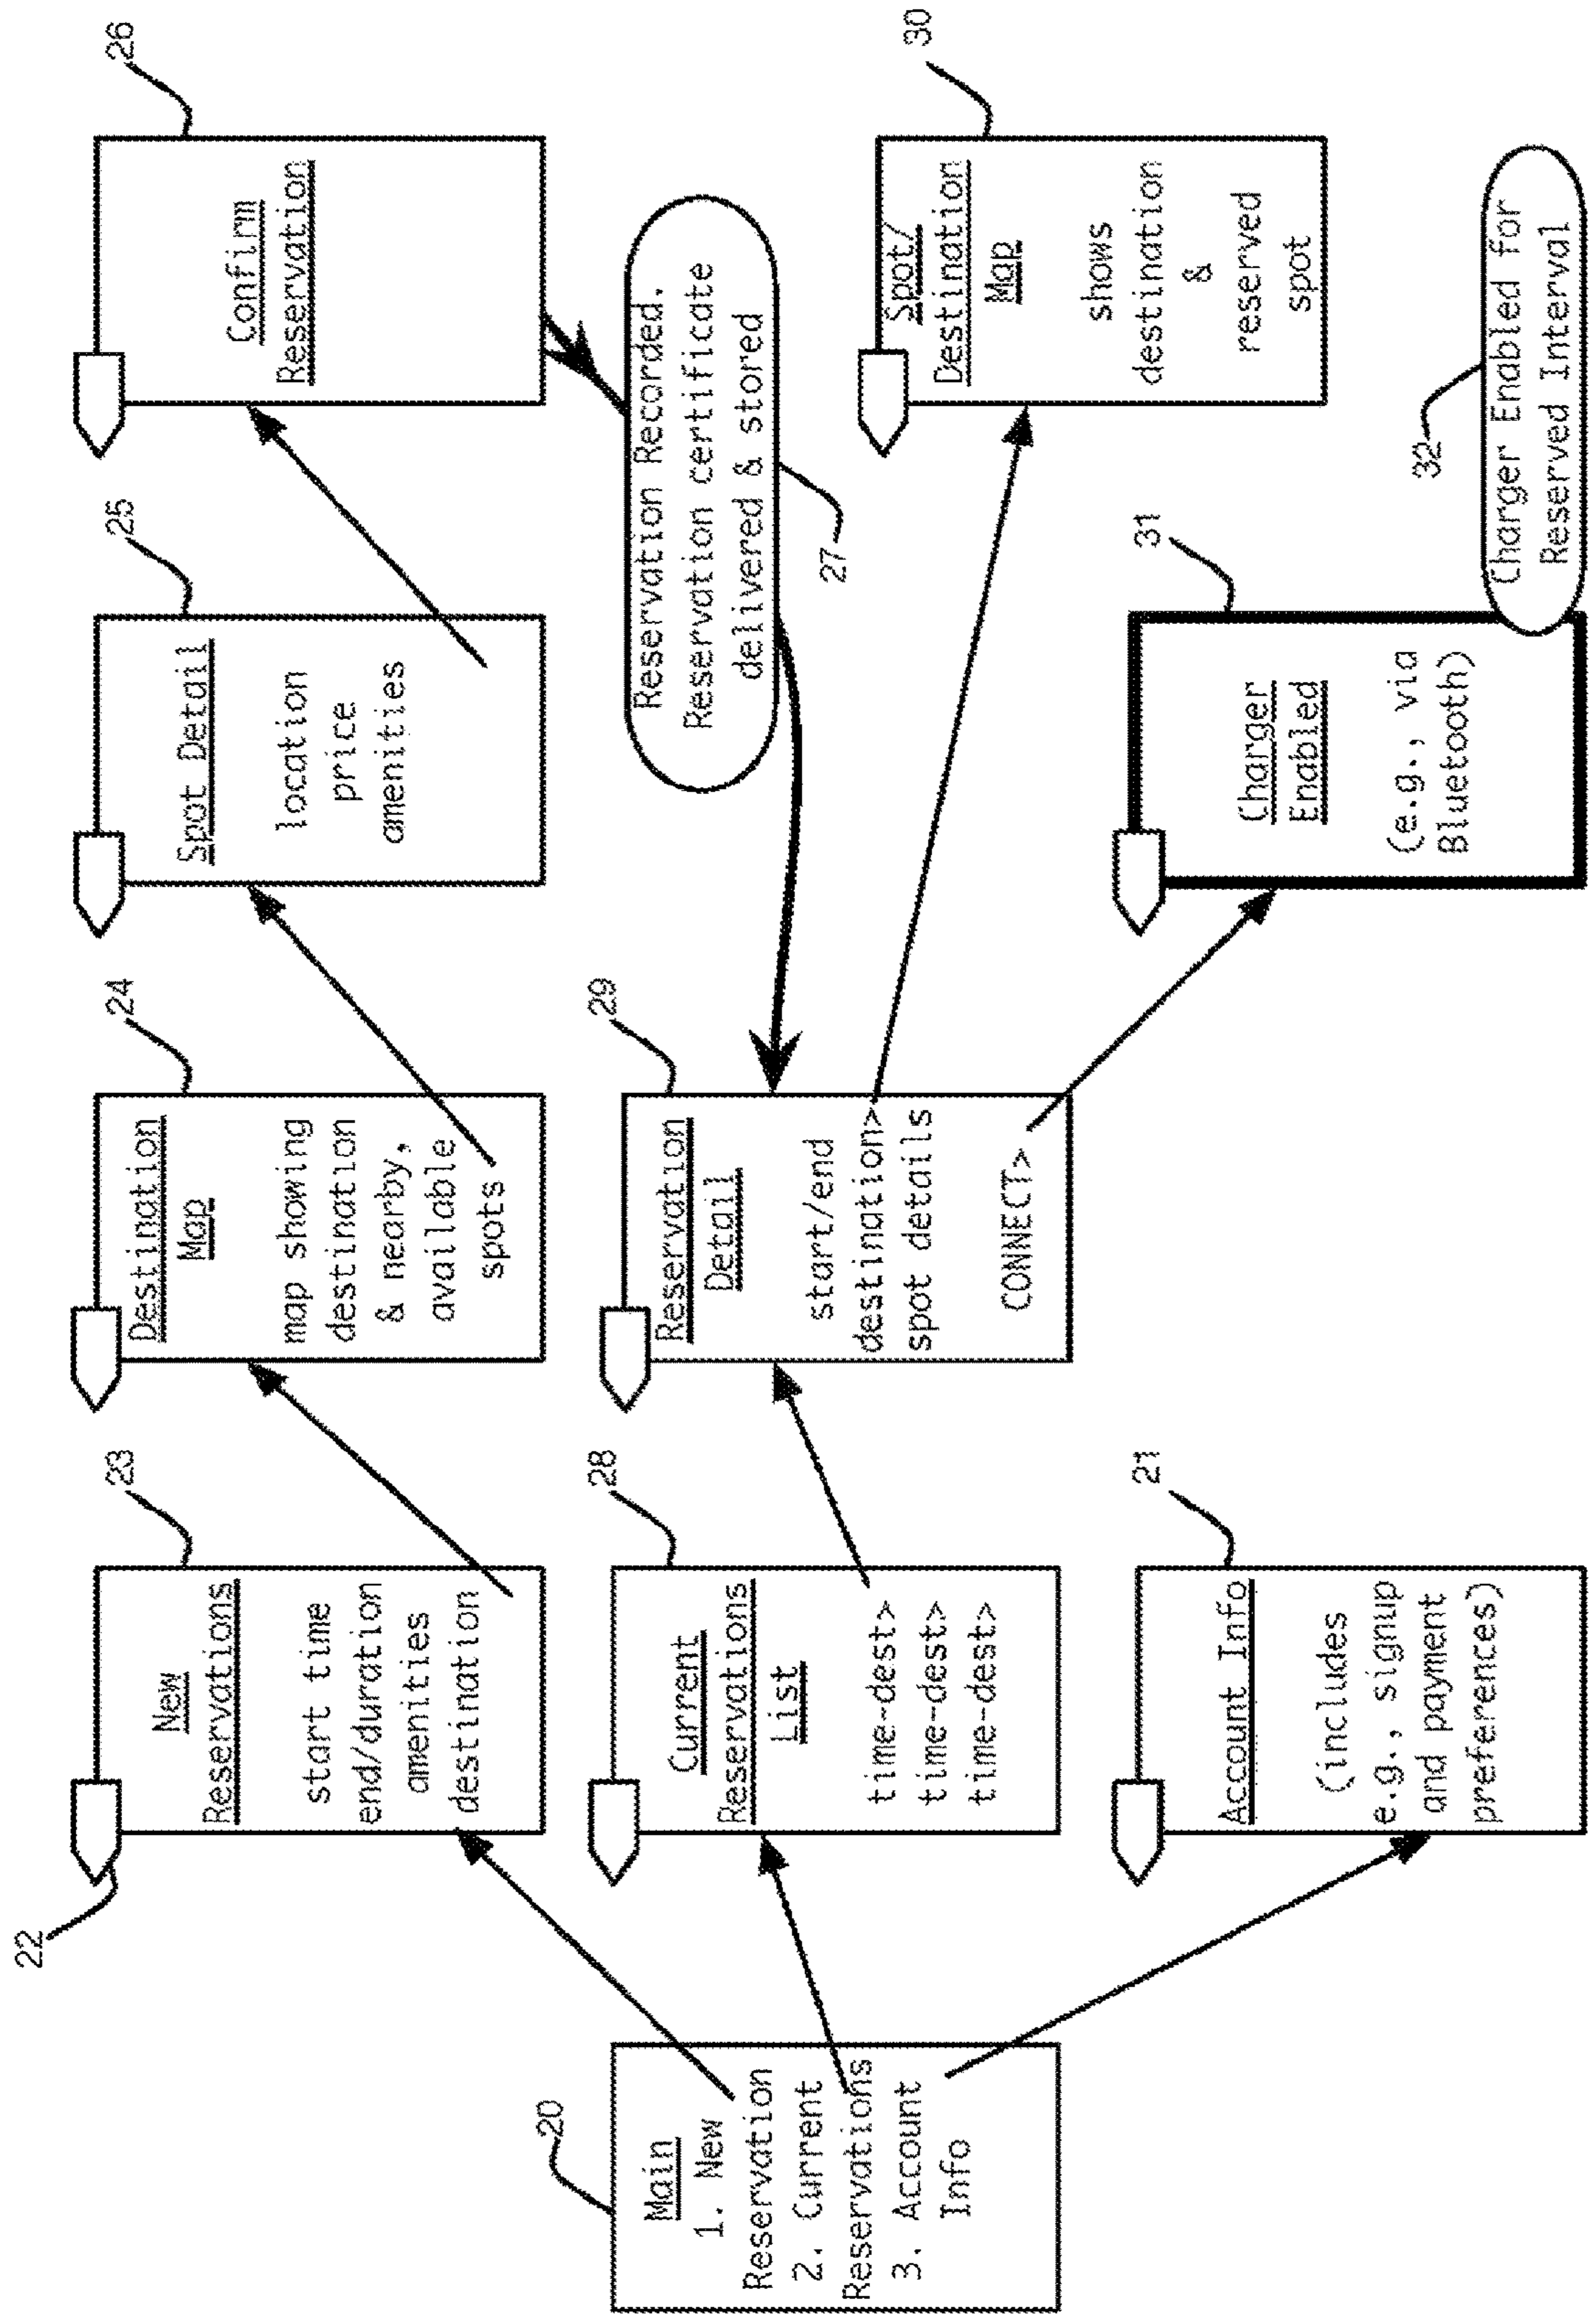 20
Main
1. New
Reservation
2. Current
Reservations
3. Account
Info
22
23
New
Reservations
start time
end/duration
amenities
destination
24
Destination
Map
map showing
destination
& nearby,
available
spots
25
Spot Detail
location
price
amenities
26
Confirm
Reservation
Reservation Recorded.
Reservation certificate
delivered & stored
27
28
Current
Reservations
List
time-dest>
time-dest>
time-dest>
29
Reservation
Detail
start/end
destination>
spot details
CONNECT>
30
Spot/
Destination
Map
shows
destination
&
reserved
spot
21
Account Info
(includes
e.g., signup
and payment
preferences)
31
Charger
Enabled
(e.g., via
Bluetooth)
32
Charger Enabled for
Reserved Interval